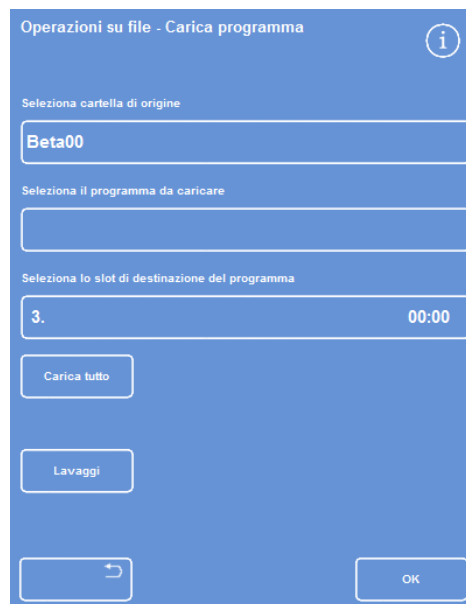 Operazioni su file - Carica programma
i
Seleziona cartella di origine
Beta00
Seleziona il programma da caricare
Seleziona lo slot di destinazione del programma
3. 00:00
Carica tutto
Lavaggi
OK